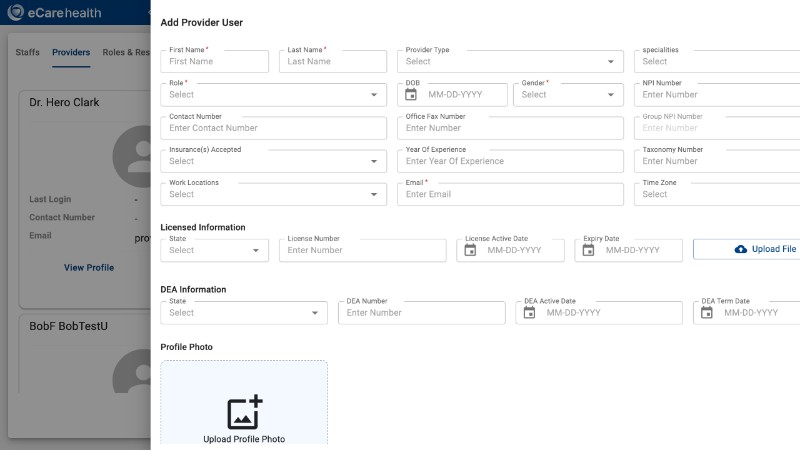 eCarehealth
Add Provider User
Staffs Providers Roles & Res
First Name * Last Name * Provider Type specialities
First Name Last Name Select Select
Role * DOB Gender * NPI Number
Select MM-DD-YYYY Select Enter Number
Dr. Hero Clark
Contact Number Office Fax Number Group NPI Number
Enter Contact Number Enter Number Enter Number
Insurance(s) Accepted Year Of Experience Taxonomy Number
Select Enter Year Of Experience Enter Number
Work Locations Email * Time Zone
Select Enter Email Select
Last Login -
Contact Number -
Email prov
View Profile
Licensed Information
State License Number License Active Date Expiry Date
Select Enter Number MM-DD-YYYY MM-DD-YYYY Upload File
DEA Information
State DEA Number DEA Active Date DEA Term Date
Select Enter Number MM-DD-YYYY MM-DD-YYYY
BobF BobTestU
Profile Photo
Upload Profile Photo